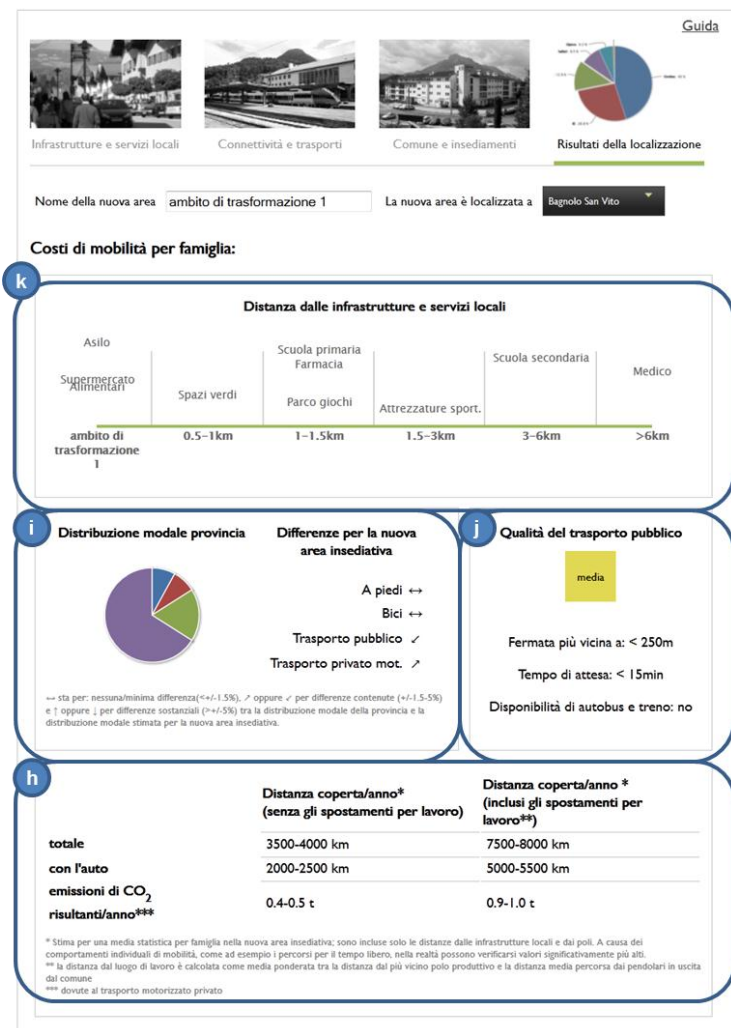 Guida
Infrastrutture e servizi locali
Connettività e trasporti
Comune e insediamenti
Risultati della localizzazione
Nome della nuova area
ambito di trasformazione 1
La nuova area è localizzata a
Bagnolo San Vito
Costi di mobilità per famiglia:
k
Distanza dalle infrastrutture e servizi locali
Asilo
Supermercato
Alimentari
Spazi verdi
Scuola primaria
Farmacia
Parco giochi
Attrezzature sport.
Scuola secondaria
Medico
ambito di
trasformazione
1
0.5-1km
1-1.5km
1.5-3km
3-6km
>6km
i
Distribuzione modale provincia
Differenze per la nuova
area insediativa
A piedi ↔
Bici ↔
Trasporto pubblico ↙
Trasporto privato mot. ↗
↔ sta per: nessuna/minima differenza(<+/-1.5%), ↗ oppure ↙ per differenze contenute (+/-1.5-5%)
e ↑ oppure ↓ per differenze sostanziali (>+/-5%) tra la distribuzione modale della provincia e la
distribuzione modale stimata per la nuova area insediativa.
j
Qualità del trasporto pubblico
media
Fermata più vicina a: < 250m
Tempo di attesa: < 15min
Disponibilità di autobus e treno: no
h
Distanza coperta/anno*
(senza gli spostamenti per lavoro)
Distanza coperta/anno *
(inclusi gli spostamenti per
lavoro**)
totale
3500-4000 km
7500-8000 km
con l'auto
2000-2500 km
5000-5500 km
emissioni di CO2
risultanti/anno***
0.4-0.5 t
0.9-1.0 t
* Stima per una media statistica per famiglia nella nuova area insediativa; sono incluse solo le distanze dalle infrastrutture locali e dai poli. A causa dei
comportamenti individuali di mobilità, come ad esempio i percorsi per il tempo libero, nella realtà possono verificarsi valori significativamente più alti.
** la distanza dal luogo di lavoro è calcolata come media ponderata tra la distanza dal più vicino polo produttivo e la distanza media percorsa dai pendolari in uscita
dal comune
*** dovute al trasporto motorizzato privato